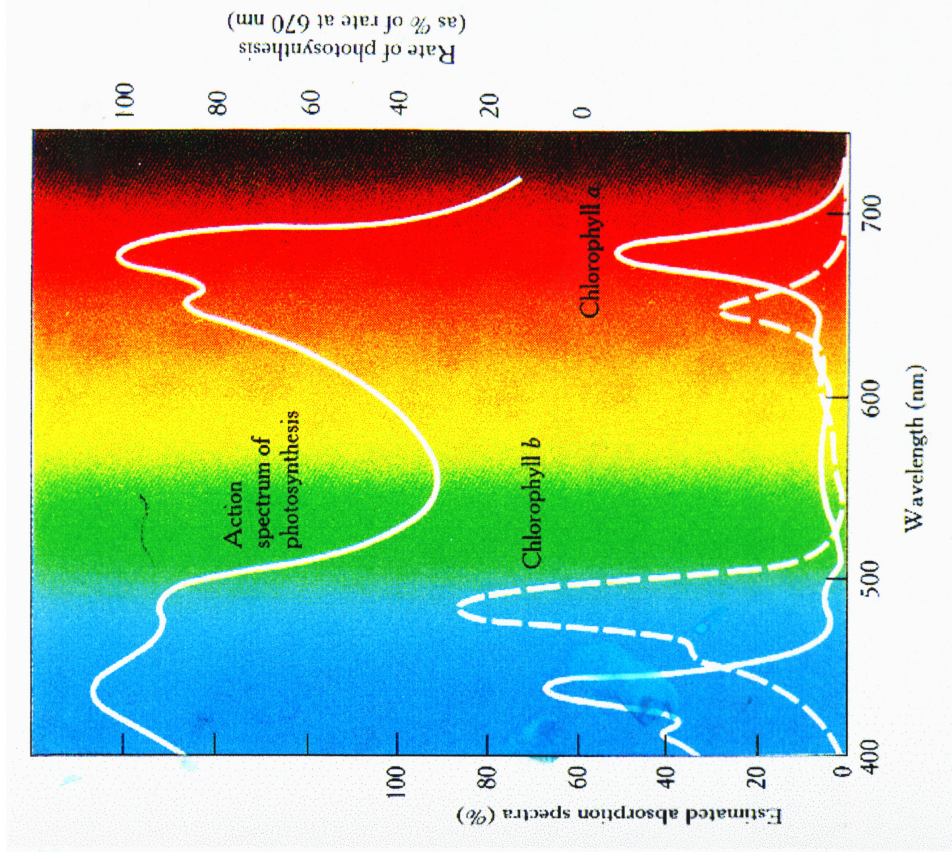 Estimated absorption spectra (%)
100
80
60
40
20
0
Action
spectrum of
photosynthesis
Chlorophyll b
Chlorophyll a
100
80
60
40
20
0
Rate of photosynthesis
(as % of rate at 670 nm)
400 500 600 700
Wavelength (nm)